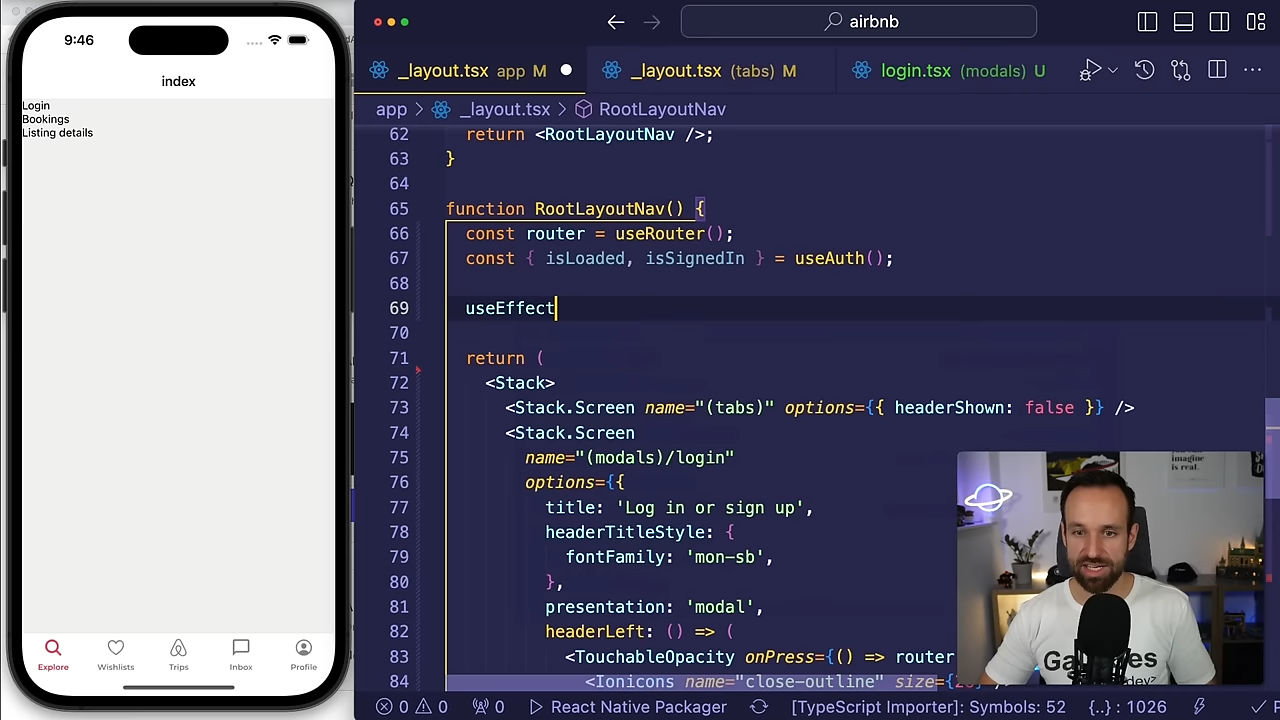 9:46
index
Login
Bookings
Listing details
Explore
Wishlists
Trips
Inbox
Profile
airbnb
_layout.tsx app M
_layout.tsx (tabs) M
login.tsx (modals) U
app > _layout.tsx > RootLayoutNav
62 return <RootLayoutNav />;
63 }
64
65 function RootLayoutNav() {
66 const router = useRouter();
67 const { isLoaded, isSignedIn } = useAuth();
68
69 useEffect
70
71 return (
72 <Stack>
73 <Stack.Screen name="(tabs)" options={{ headerShown: false }} />
74 <Stack.Screen
75 name="(modals)/login"
76 options={{
77 title: 'Log in or sign up',
78 headerTitleStyle: {
79 fontFamily: 'mon-sb',
80 },
81 presentation: 'modal',
82 headerLeft: () => (
83 <TouchableOpacity onPress={() => router
84 <Ionicons name="close-outline" size={
imagine
is real.
0 0 0 React Native Packager [TypeScript Importer]: Symbols: 52 {..} : 1026